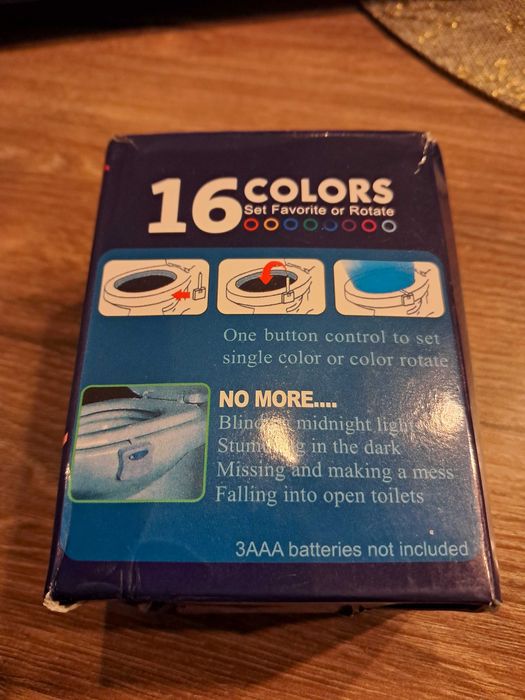 16 COLORS
Set Favorite or Rotate
One button control to set
single color or color rotate
NO MORE....
midnight
in the dark
Missing and making a mess
Falling into open toilets
3AAA batteries not included